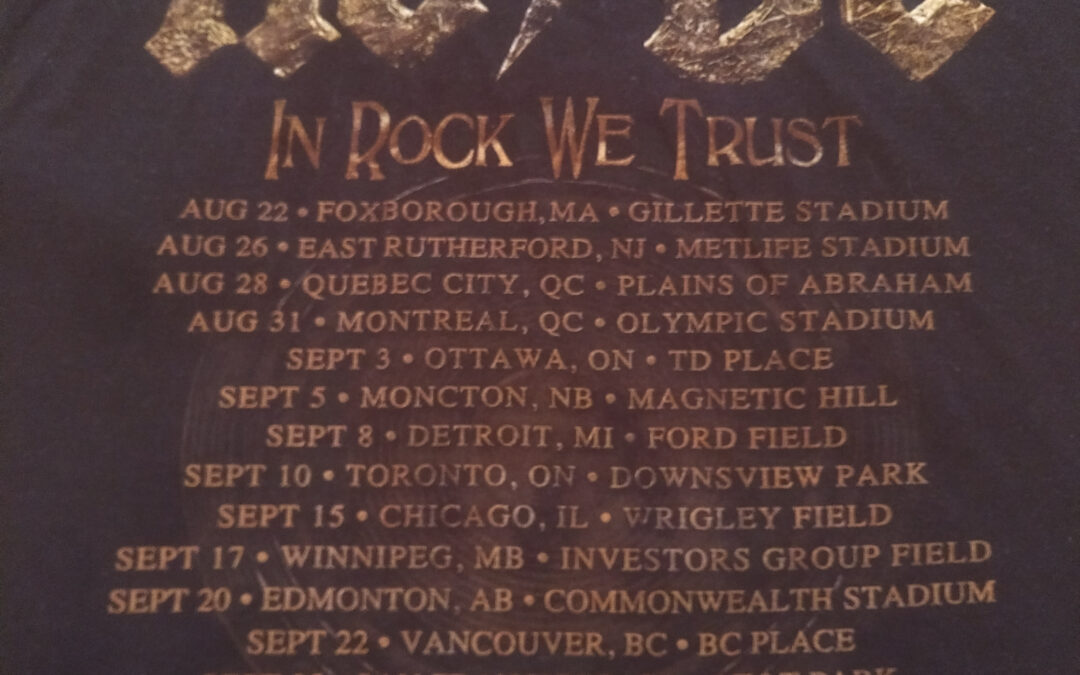 AC/DC
IN ROCK WE TRUST
AUG 22 • FOXBOROUGH, MA • GILLETTE STADIUM
AUG 26 • EAST RUTHERFORD, NJ • METLIFE STADIUM
AUG 28 • QUEBEC CITY, QC • PLAINS OF ABRAHAM
AUG 31 • MONTREAL, QC • OLYMPIC STADIUM
SEPT 3 • OTTAWA, ON • TD PLACE
SEPT 5 • MONCTON, NB • MAGNETIC HILL
SEPT 8 • DETROIT, MI • FORD FIELD
SEPT 10 • TORONTO, ON • DOWNSVIEW PARK
SEPT 15 • CHICAGO, IL • WRIGLEY FIELD
SEPT 17 • WINNIPEG, MB • INVESTORS GROUP FIELD
SEPT 20 • EDMONTON, AB • COMMONWEALTH STADIUM
SEPT 22 • VANCOUVER, BC • BC PLACE